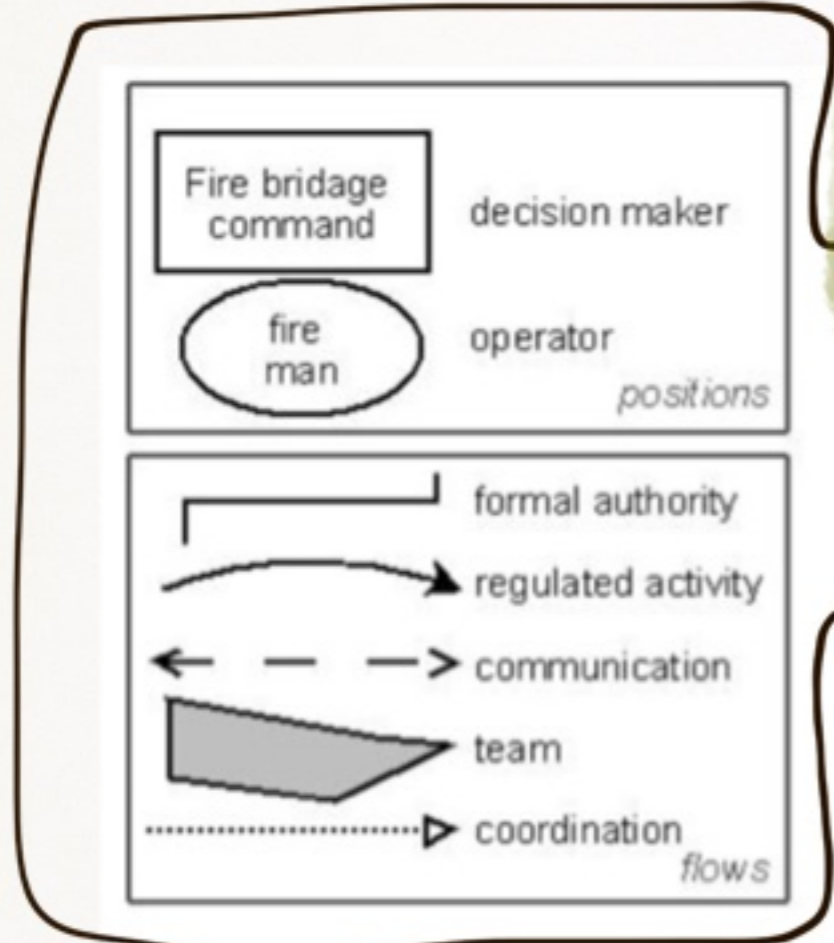 Fire bridage
command
decision maker
fire
man
operator
positions
formal authority
regulated activity
communication
team
coordination
flows